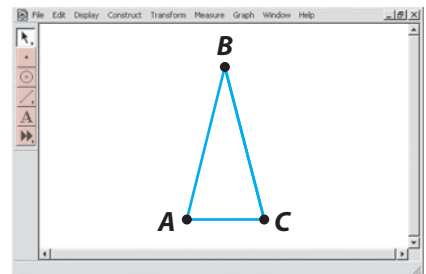 File Edit Display Construct Transform Measure Graph Window Help
B
A
A C